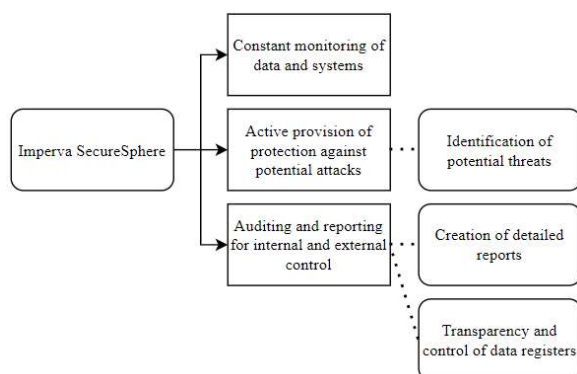 Imperva SecureSphere
Constant monitoring of
data and systems
Active provision of
protection against
potential attacks
Identification of
potential threats
Auditing and reporting
for internal and external
control
Creation of detailed
reports
Transparency and
control of data registers